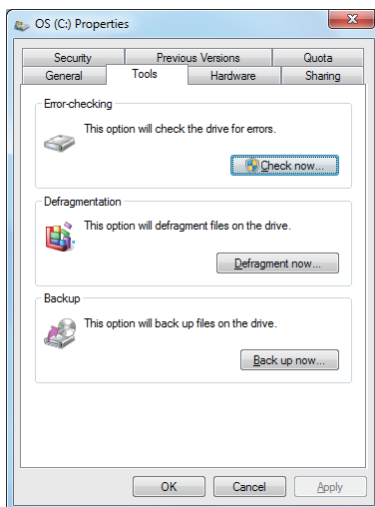 OS (C:) Properties
Security Previous Versions Quota
General Tools Hardware Sharing
Error-checking
This option will check the drive for errors.
Check now...
Defragmentation
This option will defragment files on the drive.
Defragment now...
Backup
This option will back up files on the drive.
Back up now...
OK Cancel Apply